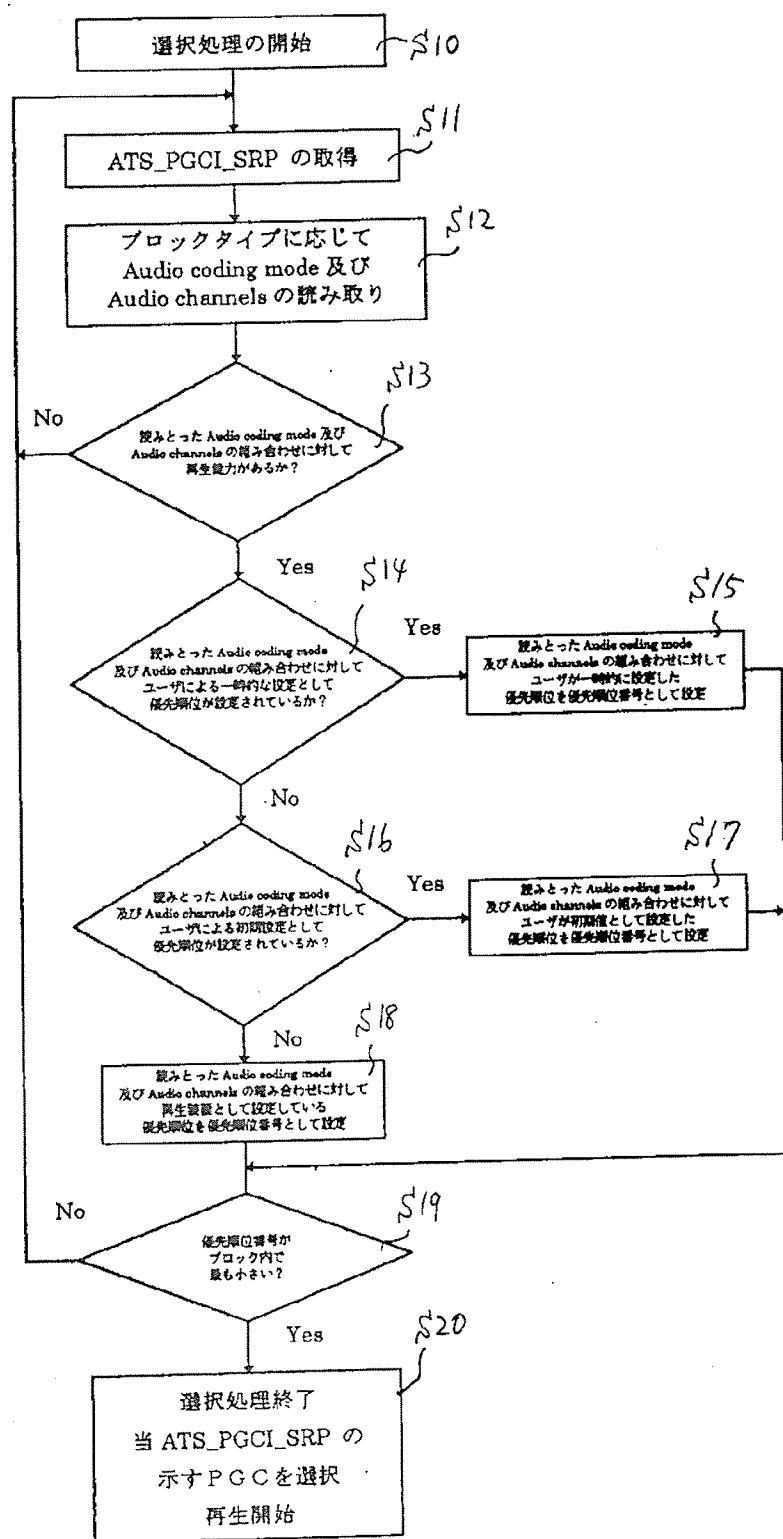 選択処理の開始
S10
S11
ATS_PGCI_SRP の取得
S12
ブロックタイプに応じて
Audio coding mode 及び
Audio channels の読み取り
S13
No
読みとった Audio coding mode 及び
Audio channels の組み合わせに対して
再生能力があるか?
Yes
S14
Yes
読みとった Audio coding mode
及び Audio channels の組み合わせに対して
ユーザによる一時的な設定として
優先順位が設定されているか?
S15
読みとった Audio coding mode
及び Audio channels の組み合わせに対して
ユーザが一時的に設定した
優先順位を優先順位番号として設定
No
S16
Yes
読みとった Audio coding mode
及び Audio channels の組み合わせに対して
ユーザによる初期設定として
優先順位が設定されているか?
S17
読みとった Audio coding mode
及び Audio channels の組み合わせに対して
ユーザが初期値として設定した
優先順位を優先順位番号として設定
No
S18
読みとった Audio coding mode
及び Audio channels の組み合わせに対して
再生装置として設定している
優先順位を優先順位番号として設定
No
S19
優先順位番号が
ブロック内で
最も小さい?
Yes
S20
選択処理終了
当 ATS_PGCI_SRP の
示すPGCを選択
再生開始